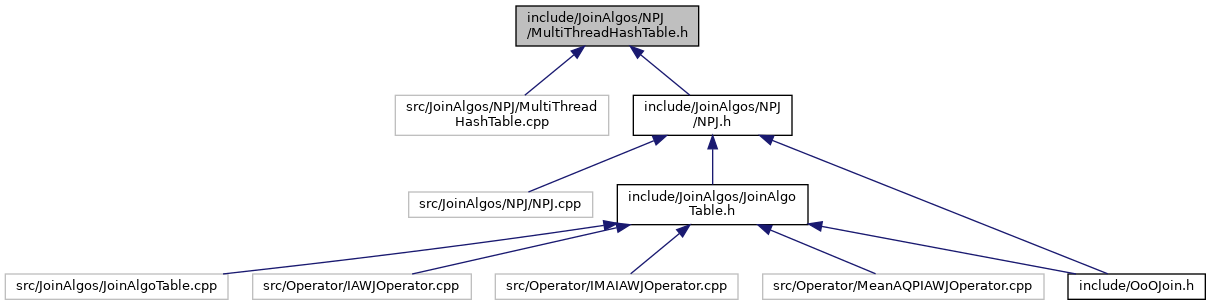 include/JoinAlgos/NPJ
/MultiThreadHashTable.h
src/JoinAlgos/NPJ/MultiThread
HashTable.cpp
include/JoinAlgos/NPJ
/NPJ.h
src/JoinAlgos/NPJ/NPJ.cpp
include/JoinAlgos/JoinAlgo
Table.h
src/JoinAlgos/JoinAlgoTable.cpp
src/Operator/IAWJOperator.cpp
src/Operator/IMAIAWJOperator.cpp
src/Operator/MeanAQPIAWJOperator.cpp
include/OoOJoin.h